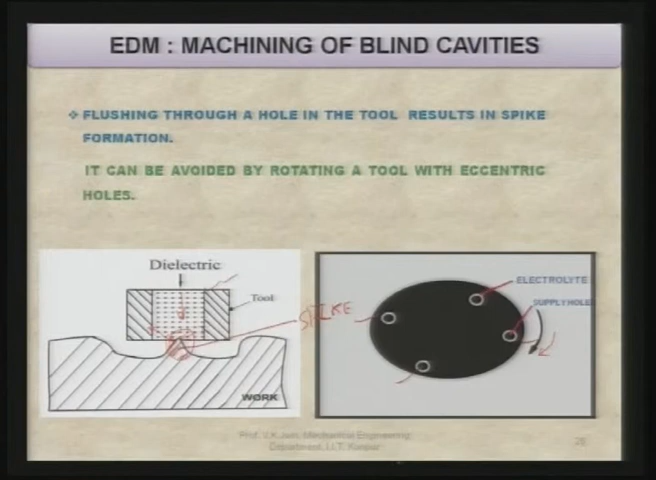 EDM : MACHINING OF BLIND CAVITIES
❖ FLUSHING THROUGH A HOLE IN THE TOOL RESULTS IN SPIKE
FORMATION.
IT CAN BE AVOIDED BY ROTATING A TOOL WITH ECCENTRIC
HOLES.
Dielectric
Tool
SPIKE
WORK
ELECTROLYTE
SUPPLY HOLE
Prof. V.K.Jain, Mechanical Engineering
Department, I.I.T. Kanpur
28